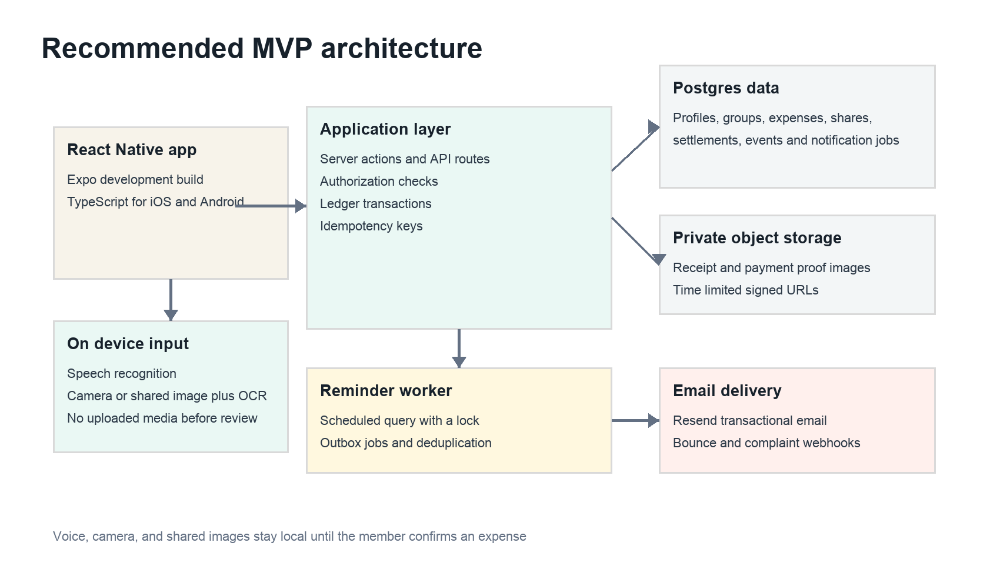 Recommended MVP architecture
React Native app
Expo development build
TypeScript for iOS and Android
On device input
Speech recognition
Camera or shared image plus OCR
No uploaded media before review
Application layer
Server actions and API routes
Authorization checks
Ledger transactions
Idempotency keys
Reminder worker
Scheduled query with a lock
Outbox jobs and deduplication
Postgres data
Profiles, groups, expenses, shares,
settlements, events and notification jobs
Private object storage
Receipt and payment proof images
Time limited signed URLs
Email delivery
Resend transactional email
Bounce and complaint webhooks
Voice, camera, and shared images stay local until the member confirms an expense